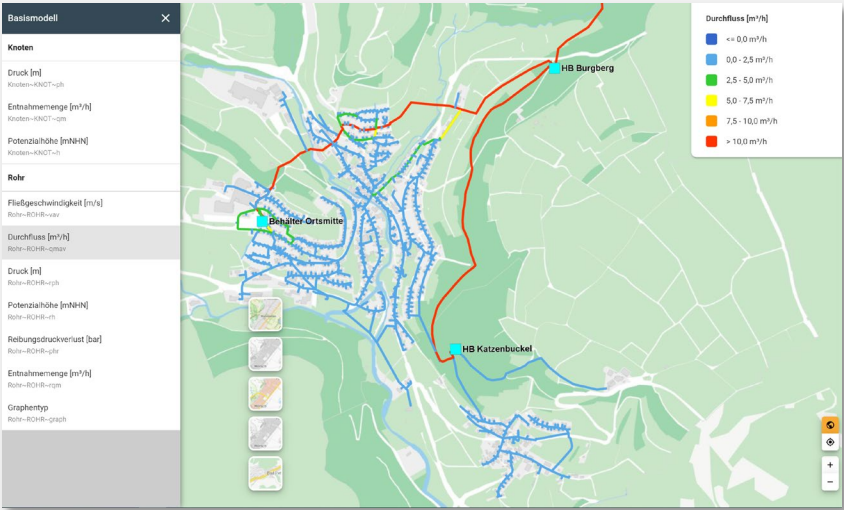 Basismodell
Knoten
Druck [m]
Knoten~KNOT~ph
Entnahmemenge [m³/h]
Knoten~KNOT~qm
Potenzialhöhe [mNHN]
Knoten~KNOT~h
Rohr
Fließgeschwindigkeit [m/s]
Rohr~ROHR~vav
Durchfluss [m³/h]
Rohr~ROHR~qmav
Druck [m]
Rohr~ROHR~rph
Potenzialhöhe [mNHN]
Rohr~ROHR~rh
Reibungsdruckverlust [bar]
Rohr~ROHR~phr
Entnahmemenge [m³/h]
Rohr~ROHR~rqm
Graphentyp
Rohr~ROHR~graph
HB Burgberg
Behälter Ortsmitte
HB Katzenbuckel
Durchfluss [m³/h]
<= 0,0 m³/h
0,0 - 2,5 m³/h
2,5 - 5,0 m³/h
5,0 - 7,5 m³/h
7,5 - 10,0 m³/h
> 10,0 m³/h
+
−